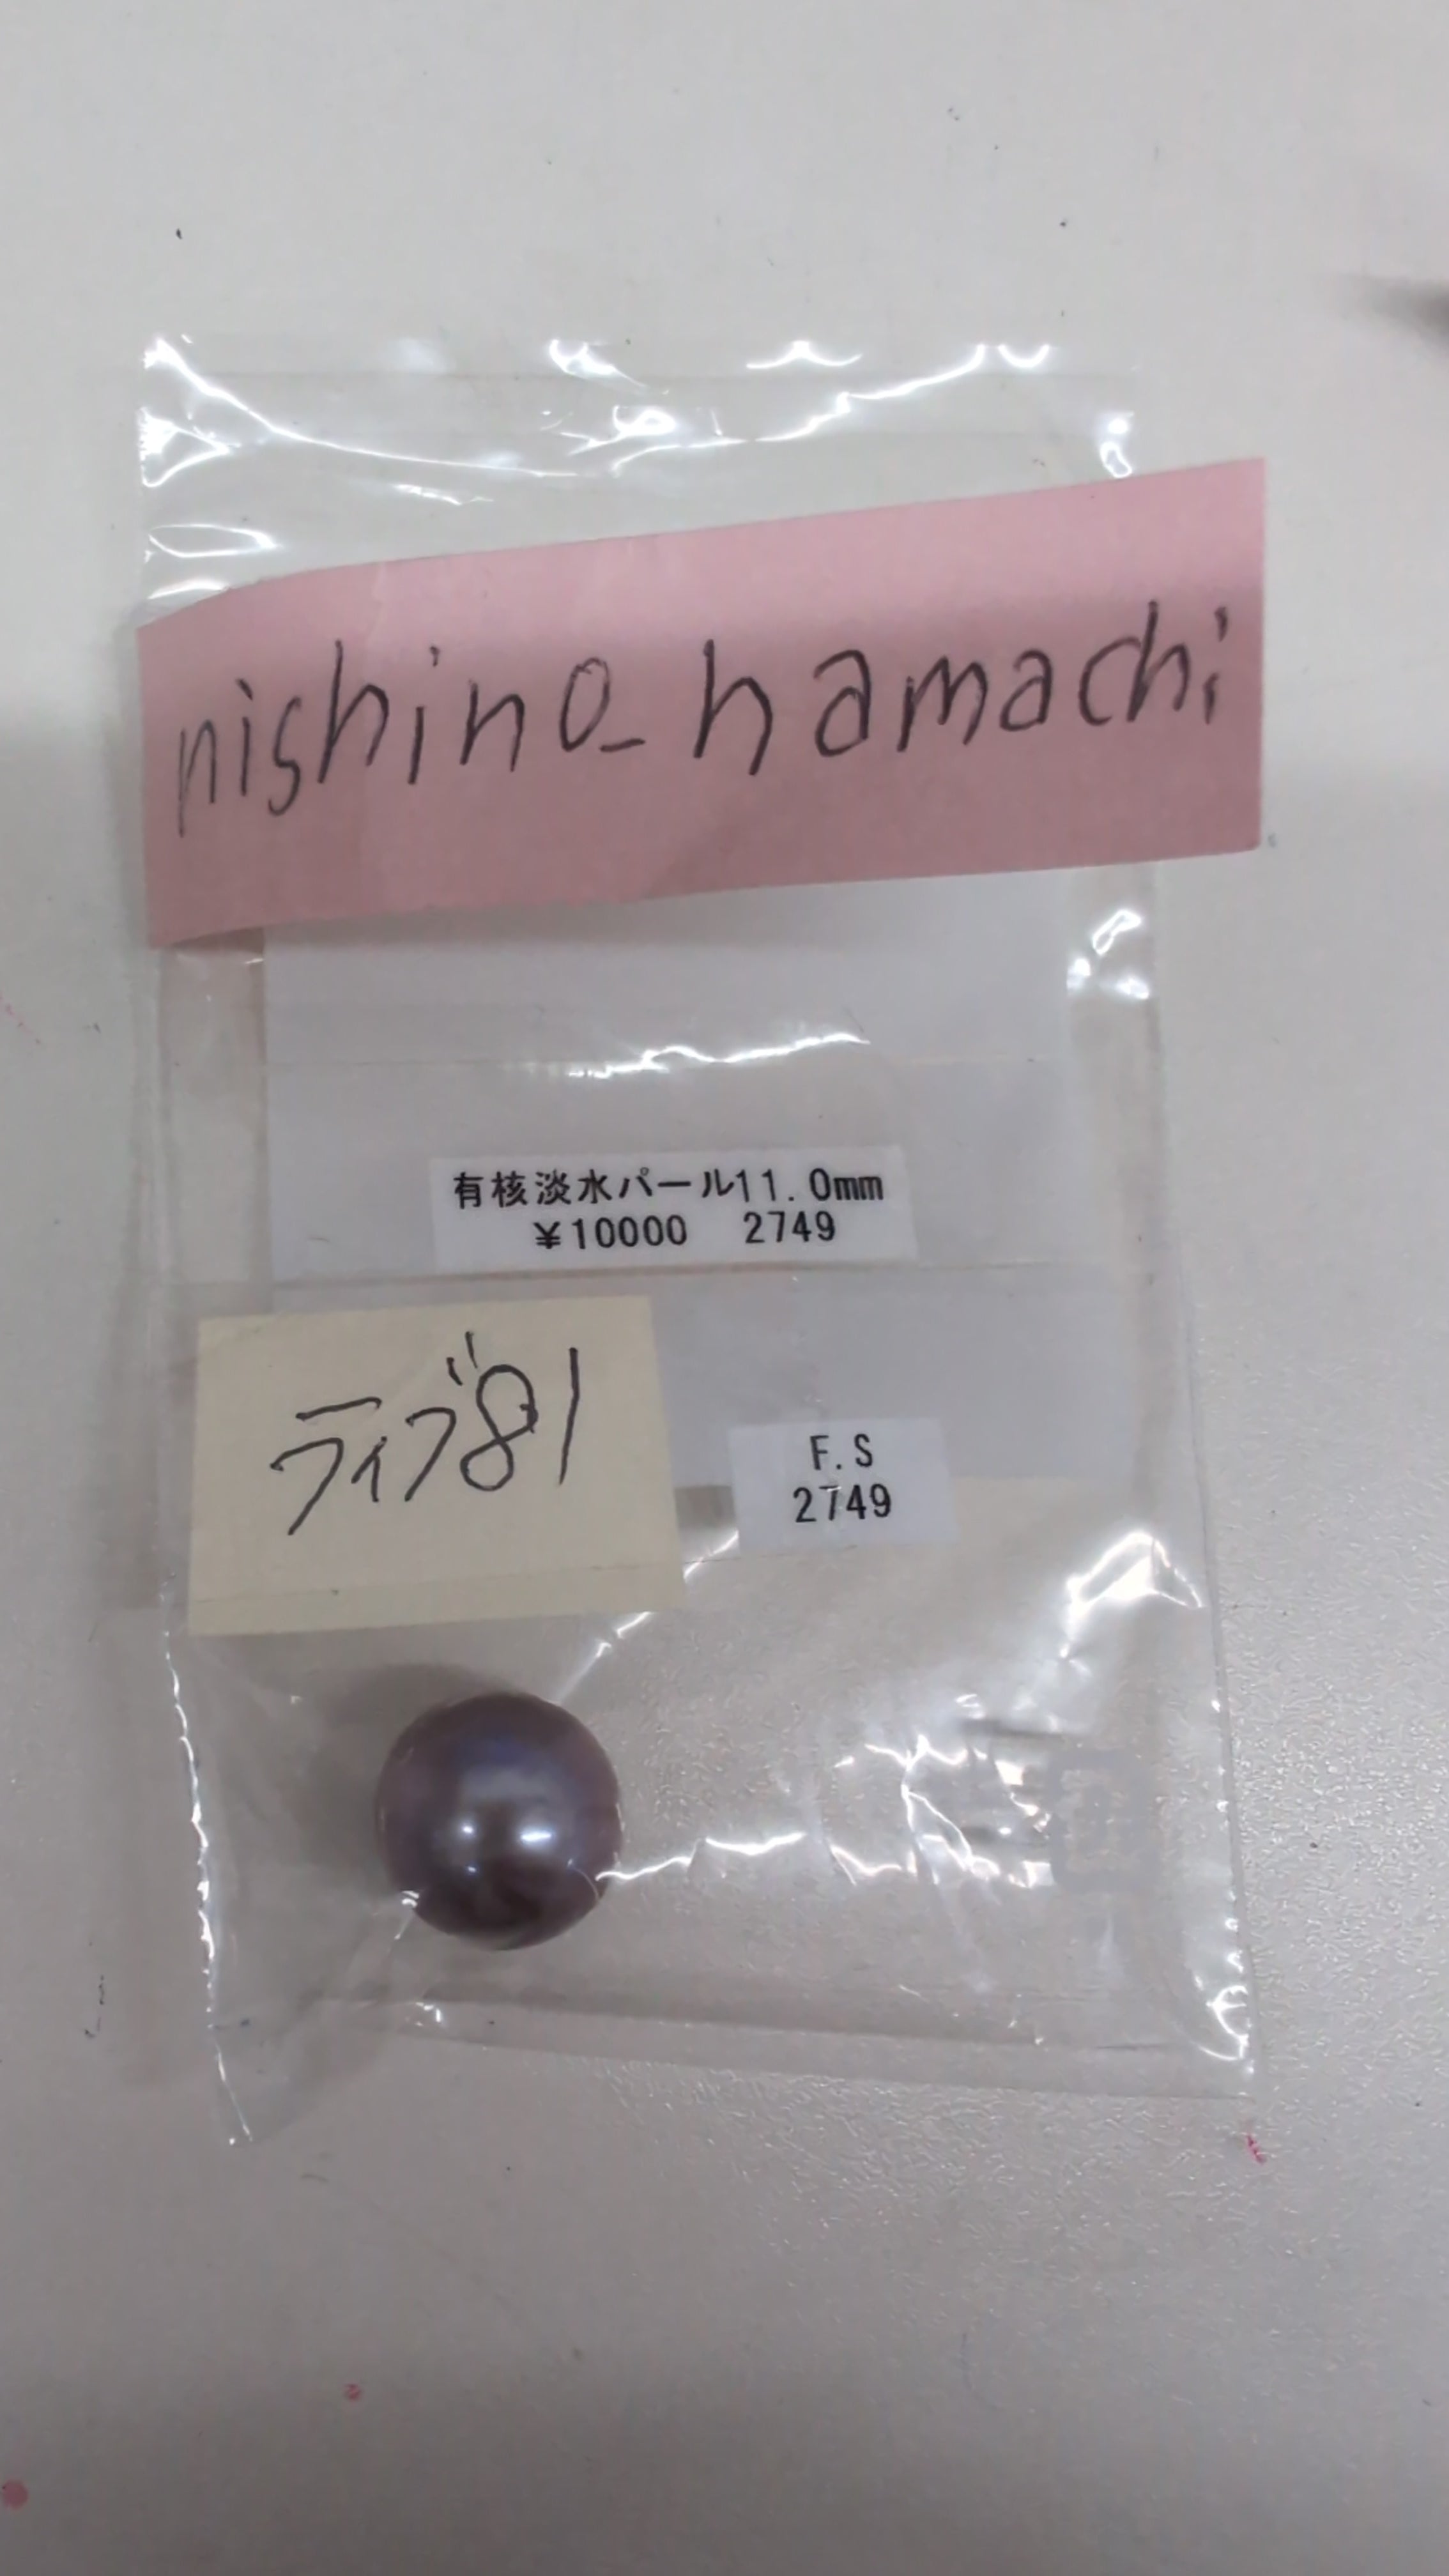 nishino_hamachi
有核淡水パール11.0mm
¥10000 2749
ライブ81
F.S
2749